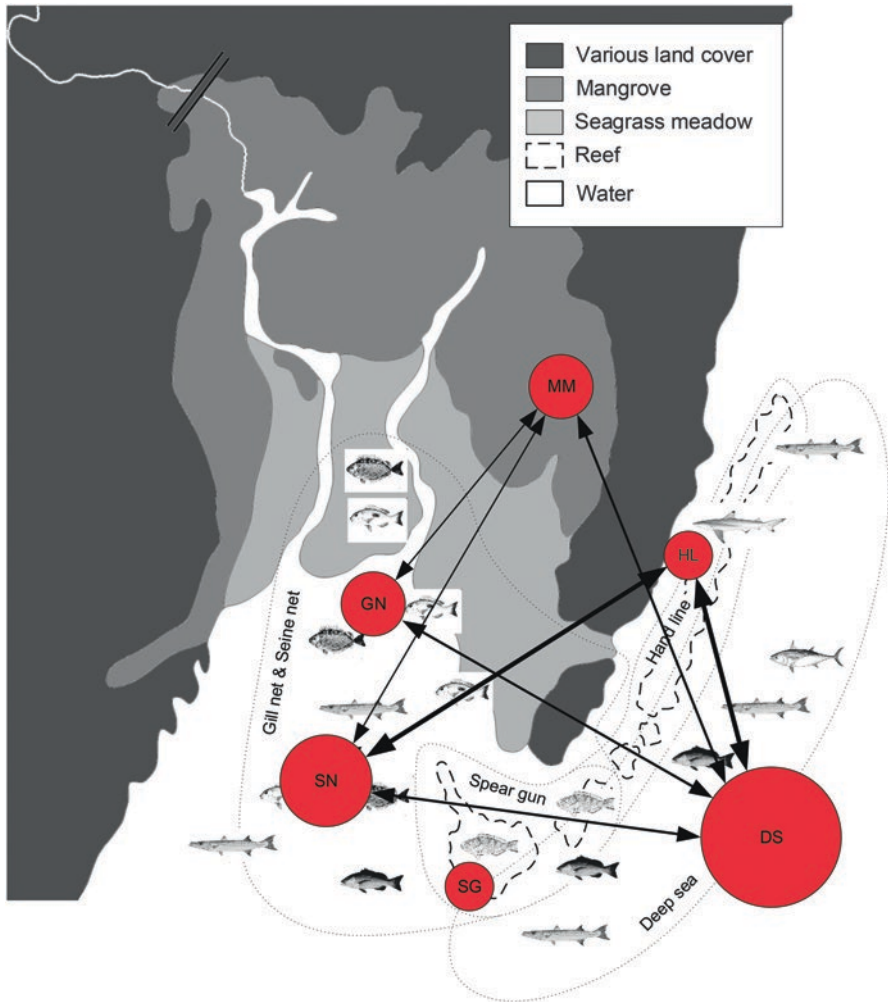 Various land cover
Mangrove
Seagrass meadow
Reef
Water
MM
HL
GN
Hand line
Gill net & Seine net
SN
Spear gun
DS
SG
Deep sea